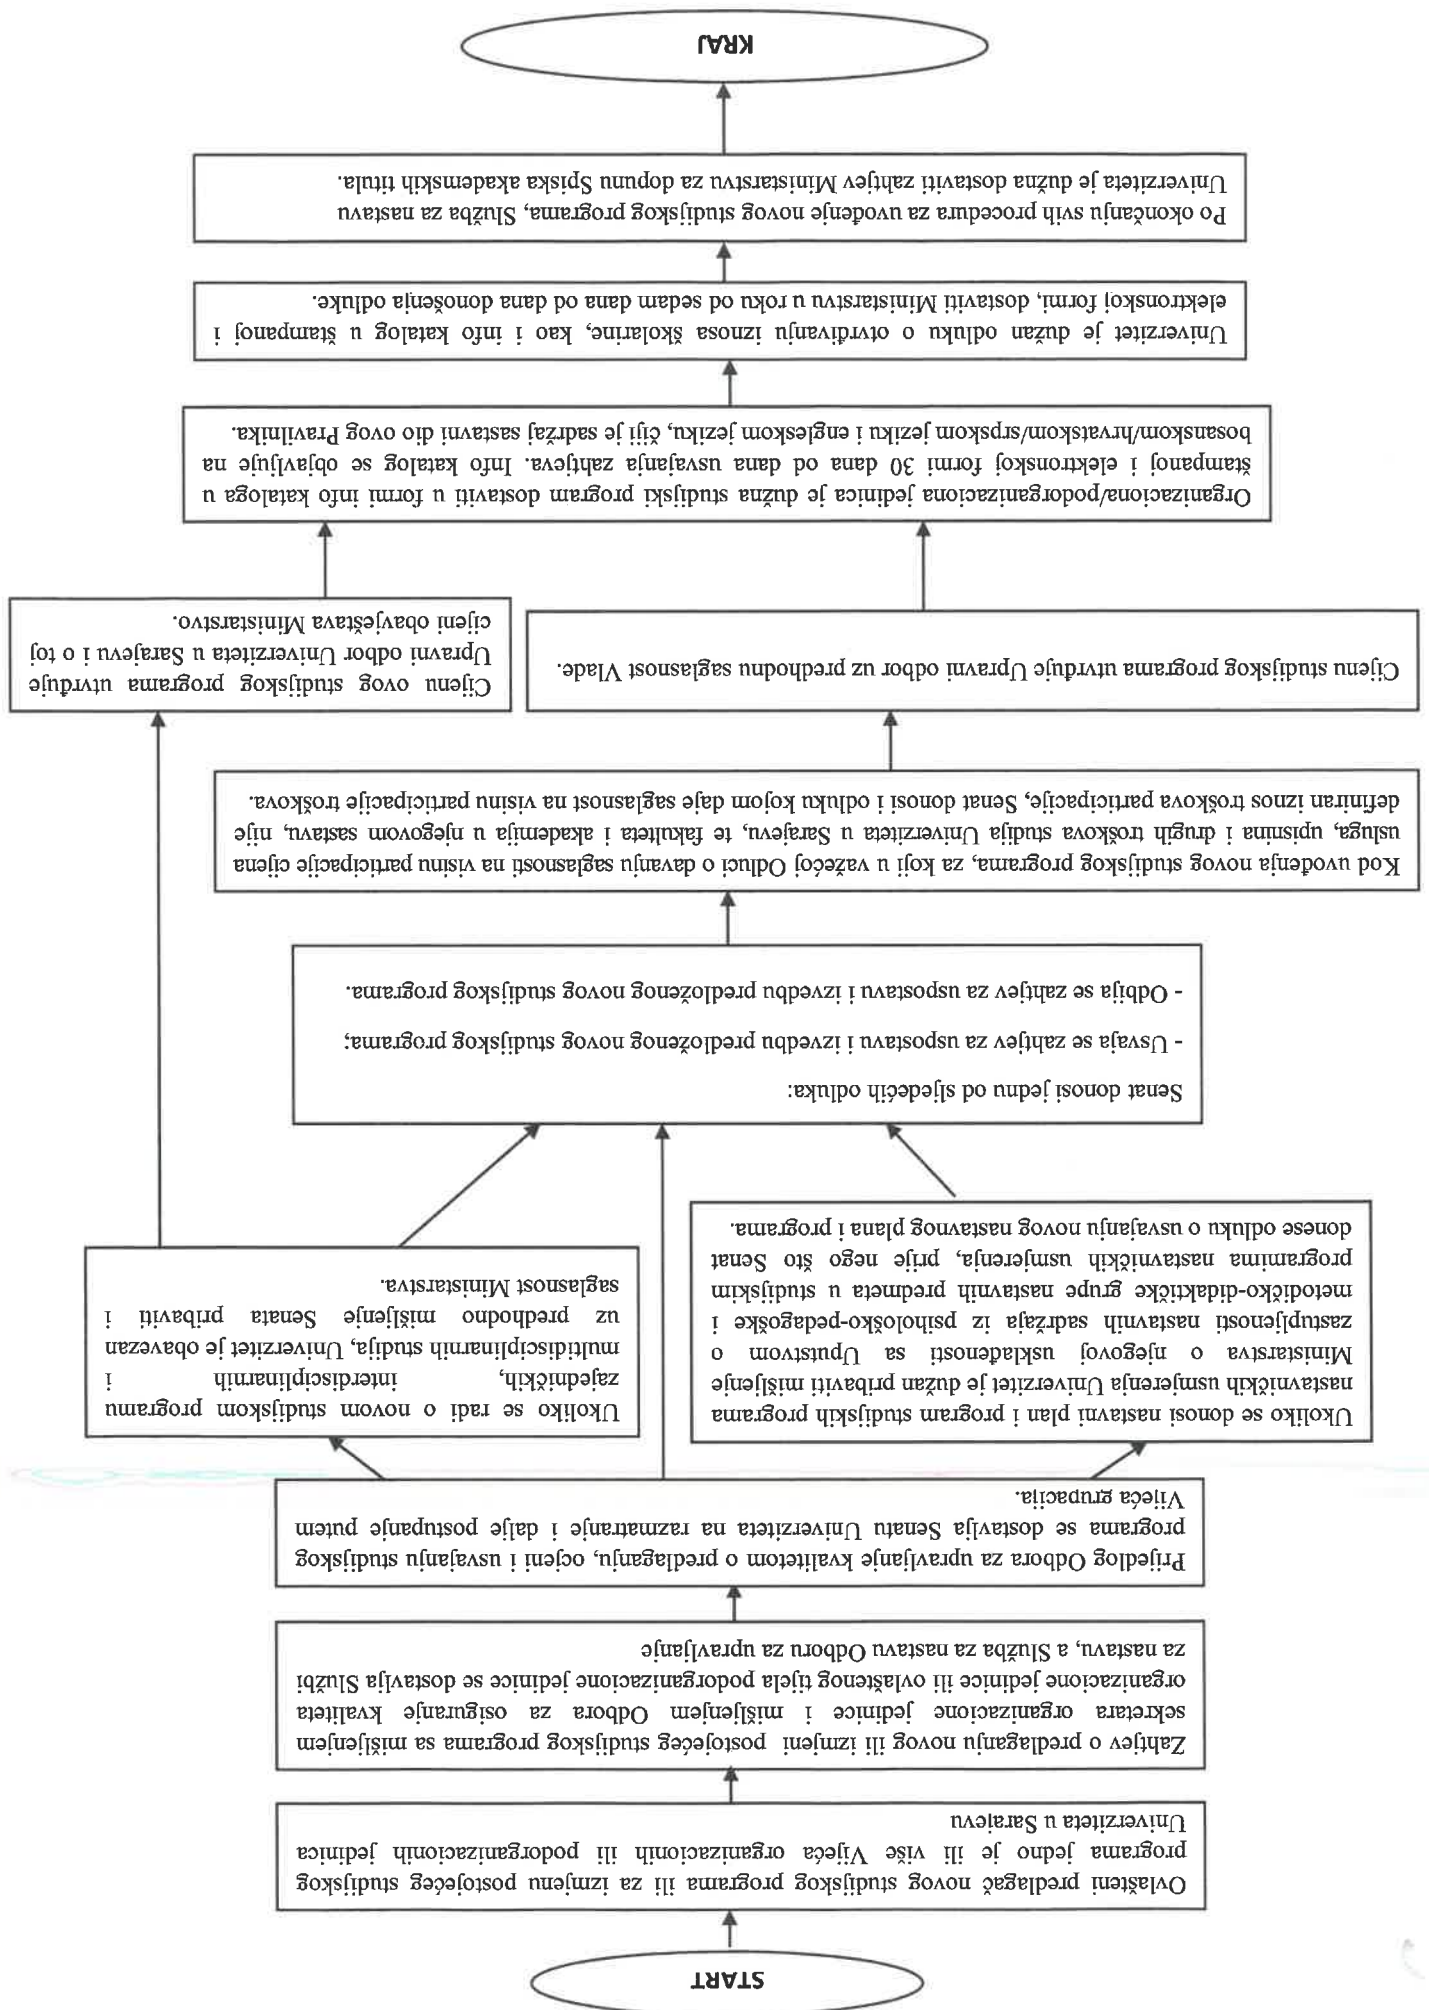 START
Ovlašteni predlagač novog studijskog programa ili za izmjenu postojećeg studijskog
programa jedno je ili više Vijeća organizacionih ili podorganizacionih jedinica
Univerziteta u Sarajevu
Zahtjev o predlaganju novog ili izmjeni postojećeg studijskog programa sa mišljenjem
sekretara organizacione jedinice i mišljenjem Odbora za osiguranje kvaliteta
organizacione jedinice ili ovlaštenog tijela podorganizacione jedinice se dostavlja Službi
za nastavu, a Služba za nastavu Odboru za upravljanje
Prijedlog Odbora za upravljanje kvalitetom o predlaganju, ocjeni i usvajanju studijskog
programa se dostavlja Senatu Univerziteta na razmatranje i dalje postupanje putem
Vijeća grupacija.
Ukoliko se donosi nastavni plan i program studijskih programa
nastavničkih usmjerenja Univerzitet je dužan pribaviti mišljenje
Ministarstva o njegovoj usklađenosti sa Uputstvom o
zastupljenosti nastavnih sadržaja iz psihološko-pedagoške i
metodičko-didaktičke grupe nastavnih predmeta u studijskim
programima nastavničkih usmjerenja, prije nego što Senat
donese odluku o usvajanju novog nastavnog plana i programa.
Ukoliko se radi o novom studijskom programu
zajedničkih, interdisciplinarnih i
multidisciplinarnih studija, Univerzitet je obavezan
uz predhodno mišljenje Senata pribaviti i
saglasnost Ministarstva.
Senat donosi jednu od sljedećih odluka:
- Usvaja se zahtjev za uspostavu i izvedbu predloženog novog studijskog programa;
- Odbija se zahtjev za uspostavu i izvedbu predloženog novog studijskog programa.
Kod uvođenja novog studijskog programa, za koji u važećoj Odluci o davanju saglasnosti na visinu participacije cijena
usluga, upisnina i drugih troškova studija Univerziteta u Sarajevu, te fakulteta i akademija u njegovom sastavu, nije
definiran iznos troškova participacije, Senat donosi i odluku kojom daje saglasnost na visinu participacije troškova.
Cijenu studijskog programa utvrđuje Upravni odbor uz predhodnu saglasnost Vlade.
Cijenu ovog studijskog programa utvrđuje
Upravni odbor Univerziteta u Sarajevu i o toj
cijeni obavještava Ministarstvo.
Organizaciona/podorganizaciona jedinica je dužna studijski program dostaviti u formi info kataloga u
štampanoj i elektronskoj formi 30 dana od dana usvajanja zahtjeva. Info katalog se objavljuje na
bosanskom/hrvatskom/srpskom jeziku i engleskom jeziku, čiji je sadržaj sastavni dio ovog Pravilnika.
Univerzitet je dužan odluku o otvrđivanju iznosa školarine, kao i info katalog u štampanoj i
elektronskoj formi, dostaviti Ministarstvu u roku od sedam dana od dana donošenja odluke.
Po okončanju svih procedura za uvođenje novog studijskog programa, Služba za nastavu
Univerziteta je dužna dostaviti zahtjev Ministarstvu za dopunu Spiska akademskih titula.
KRAJ